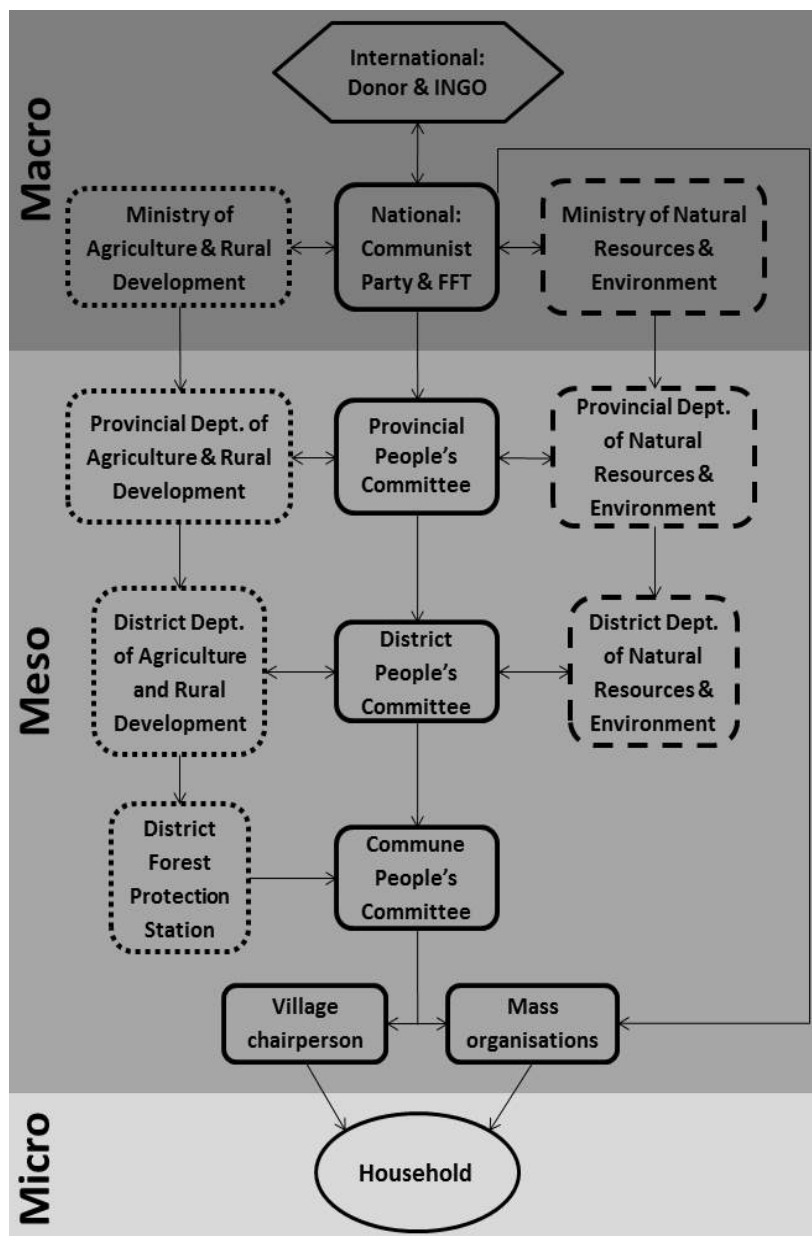 Macro
International:
Donor & INGO
Ministry of
Agriculture & Rural
Development
National:
Communist
Party & FFT
Ministry of Natural
Resources &
Environment
Meso
Provincial Dept. of
Agriculture & Rural
Development
Provincial
People's
Committee
Provincial Dept.
of Natural
Resources &
Environment
District Dept.
of Agriculture
and Rural
Development
District
People's
Committee
District Dept.
of Natural
Resources &
Environment
District
Forest
Protection
Station
Commune
People's
Committee
Village
chairperson
Mass
organisations
Micro
Household